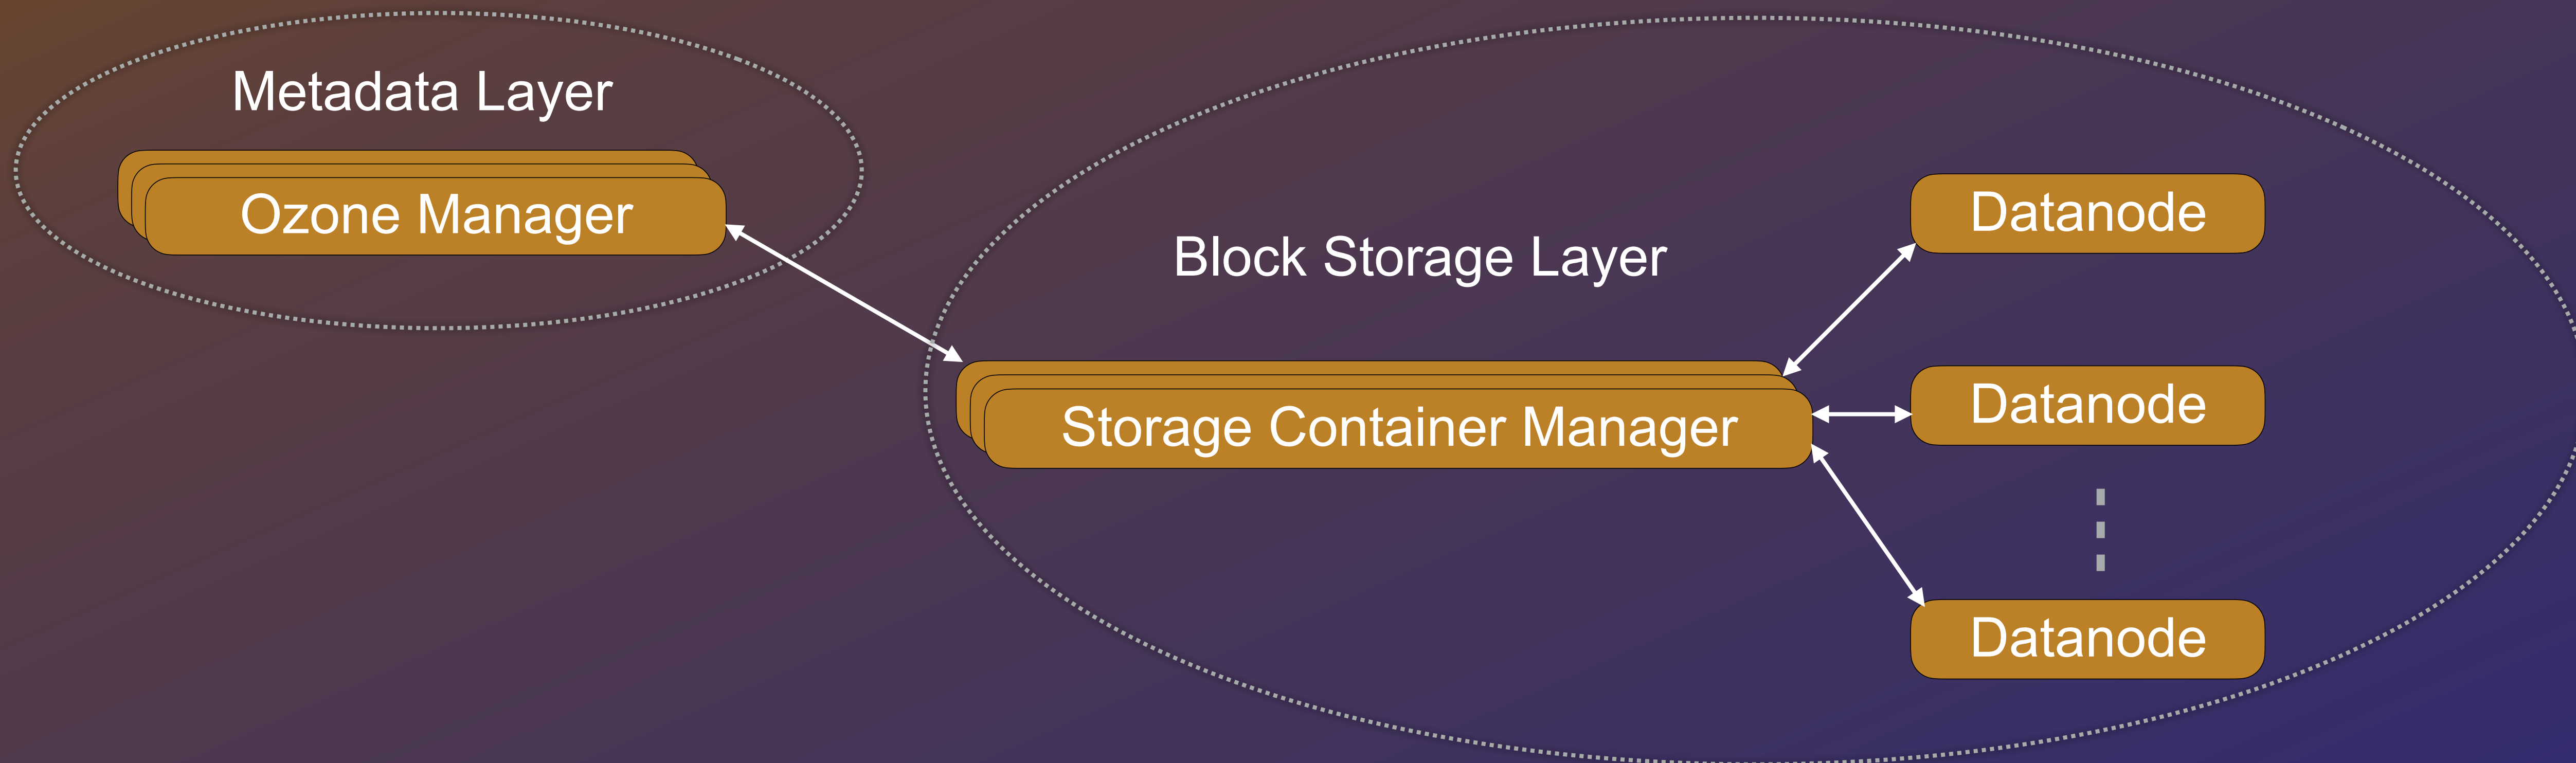 Metadata Layer
Ozone Manager
Block Storage Layer
Storage Container Manager
Datanode
Datanode
Datanode